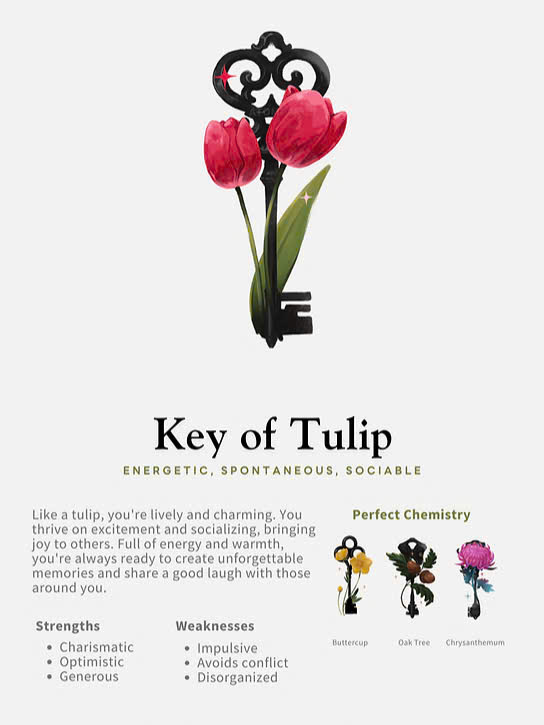 Key of Tulip
ENERGETIC, SPONTANEOUS, SOCIABLE
Like a tulip, you're lively and charming. You
thrive on excitement and socializing, bringing
joy to others. Full of energy and warmth,
you're always ready to create unforgettable
memories and share a good laugh with those
around you.
Strengths
• Charismatic
• Optimistic
• Generous
Weaknesses
• Impulsive
• Avoids conflict
• Disorganized
Perfect Chemistry
Buttercup
Oak Tree
Chrysanthemum